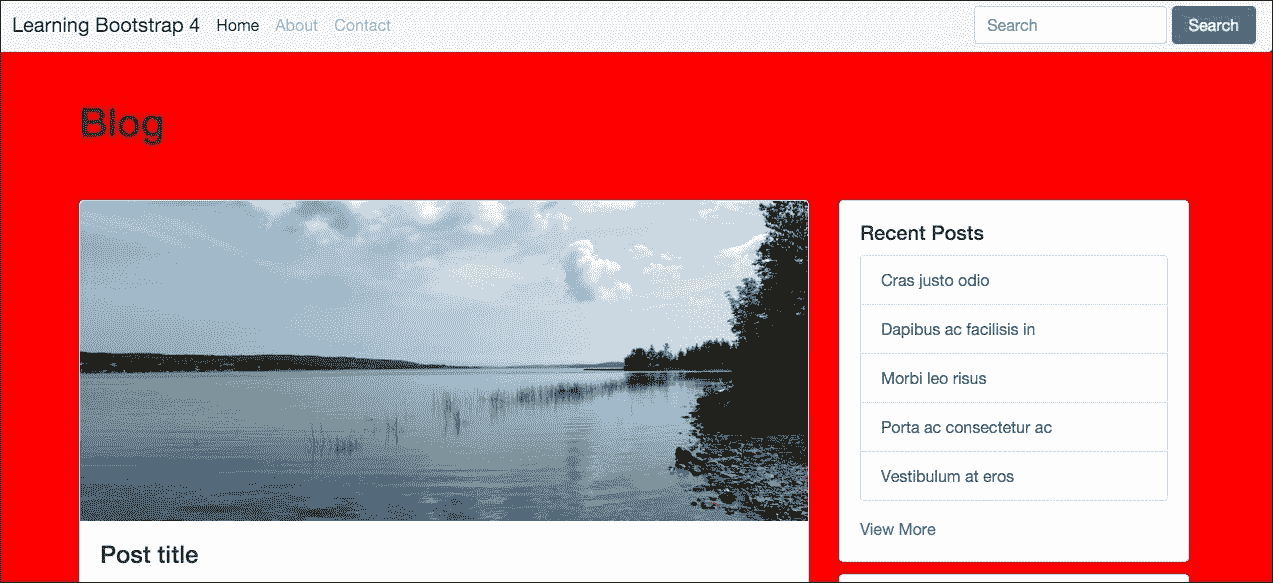 Learning Bootstrap 4 Home About Contact Search Search
Blog
Recent Posts
Cras justo odio
Dapibus ac facilisis in
Morbi leo risus
Porta ac consectetur ac
Vestibulum at eros
View More
Post title